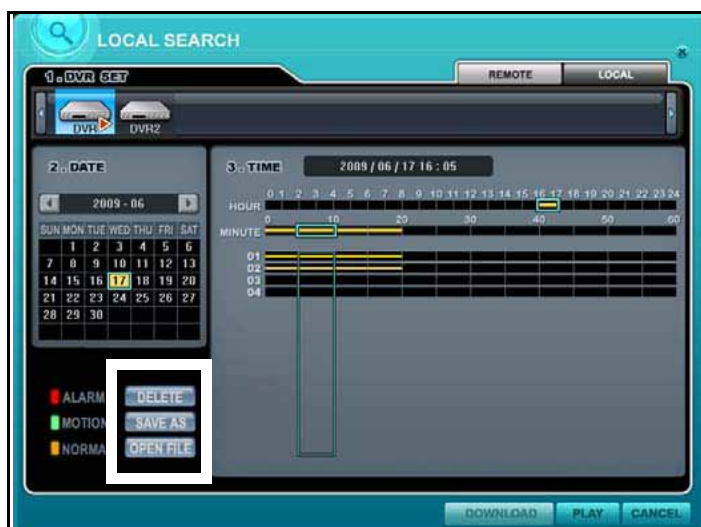 LOCAL SEARCH
1.DVR SET
REMOTE LOCAL
DVR DVR2
2.DATE
3.TIME 2009 / 06 / 17 16 : 05
2009 - 06
0 1 2 3 4 5 6 7 8 9 10 11 12 13 14 15 16 17 18 19 20 21 22 23 24
HOUR
0 10 20 30 40 50 60
MINUTE
SUN MON TUE WED THU FRI SAT
1 2 3 4 5 6
7 8 9 10 11 12 13
14 15 16 17 18 19 20
21 22 23 24 25 26 27
28 29 30
01
02
03
04
ALARM DELETE
MOTION SAVE AS
NORMA OPEN FILE
DOWNLOAD PLAY CANCEL